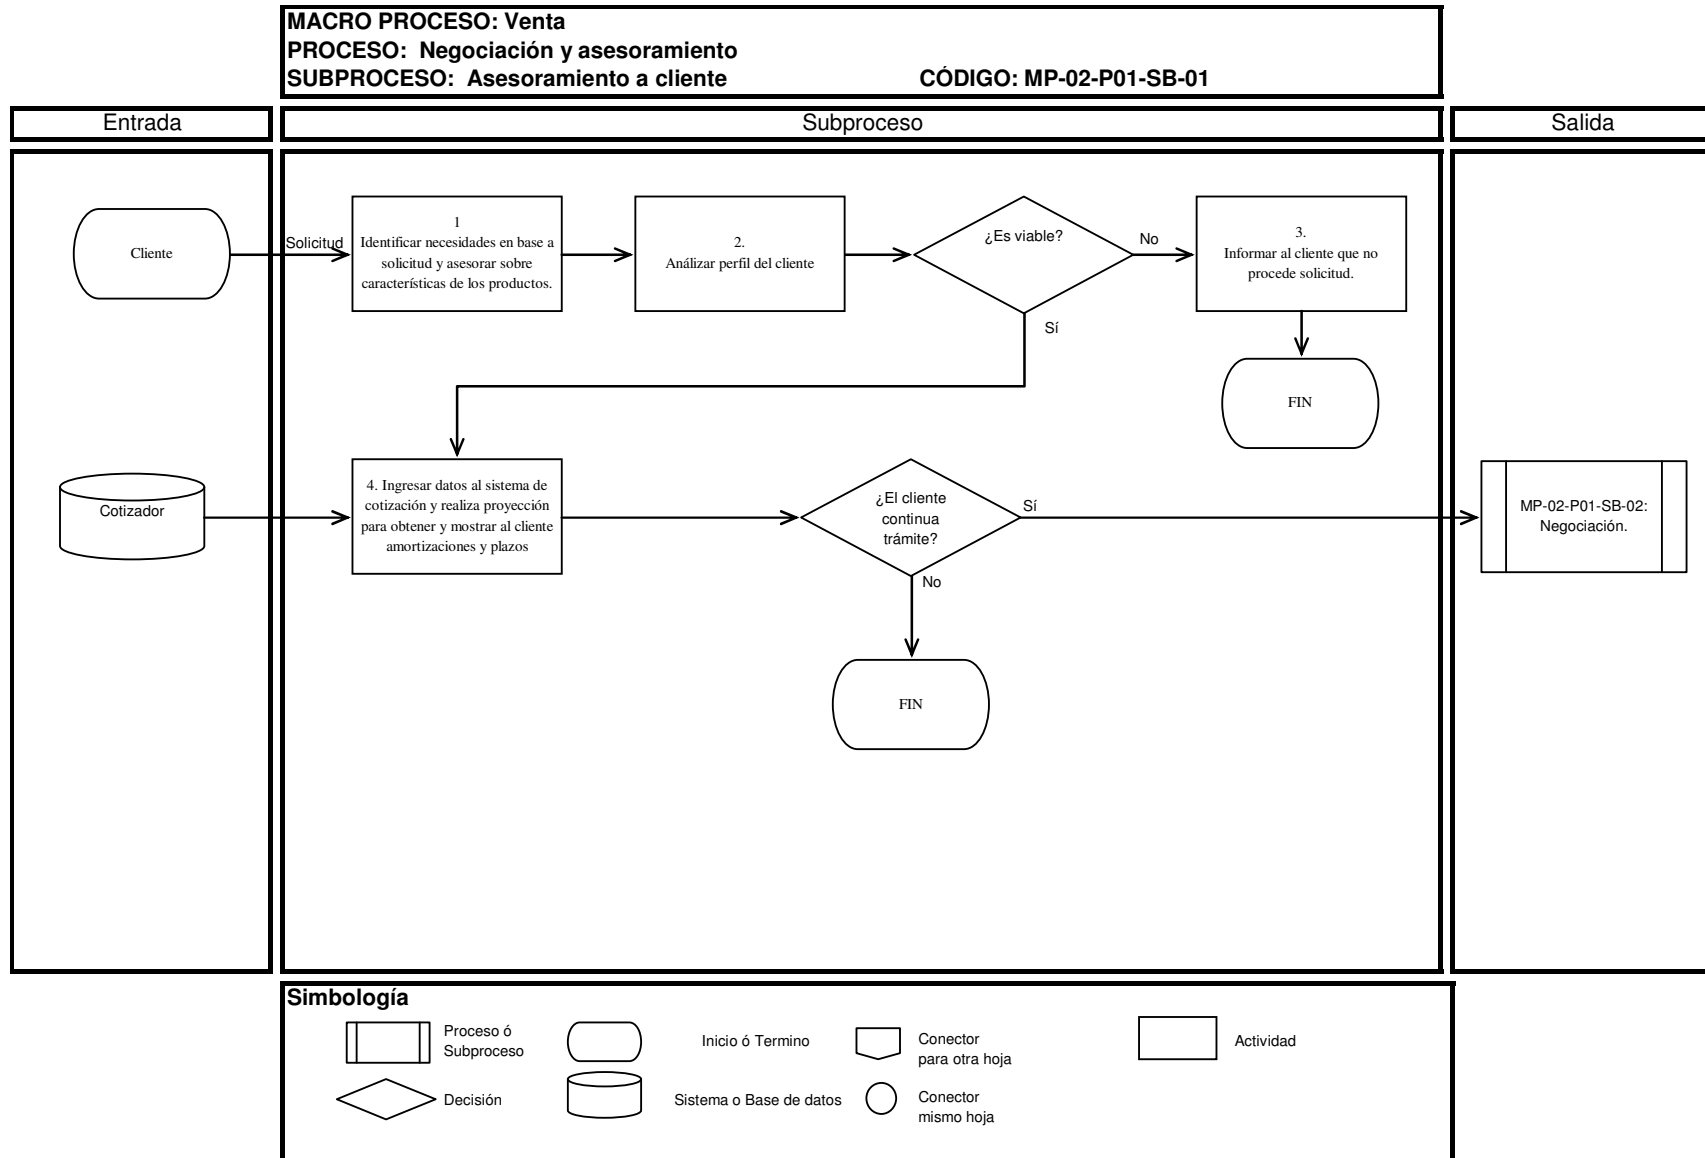 MACRO PROCESO: Venta
PROCESO: Negociación y asesoramiento
SUBPROCESO: Asesoramiento a cliente CÓDIGO: MP-02-P01-SB-01
Entrada
Subproceso
Salida
Cliente
Solicitud
1
Identificar necesidades en base a
solicitud y asesorar sobre
características de los productos.
2.
Análizar perfil del cliente
¿Es viable?
No
3.
Informar al cliente que no
procede solicitud.
Sí
FIN
Cotizador
4. Ingresar datos al sistema de
cotización y realiza proyección
para obtener y mostrar al cliente
amortizaciones y plazos
¿El cliente
continua
trámite?
Sí
MP-02-P01-SB-02:
Negociación.
No
FIN
Simbología
Proceso ó
Subproceso
Inicio ó Termino
Conector
para otra hoja
Actividad
Decisión
Sistema o Base de datos
Conector
mismo hoja